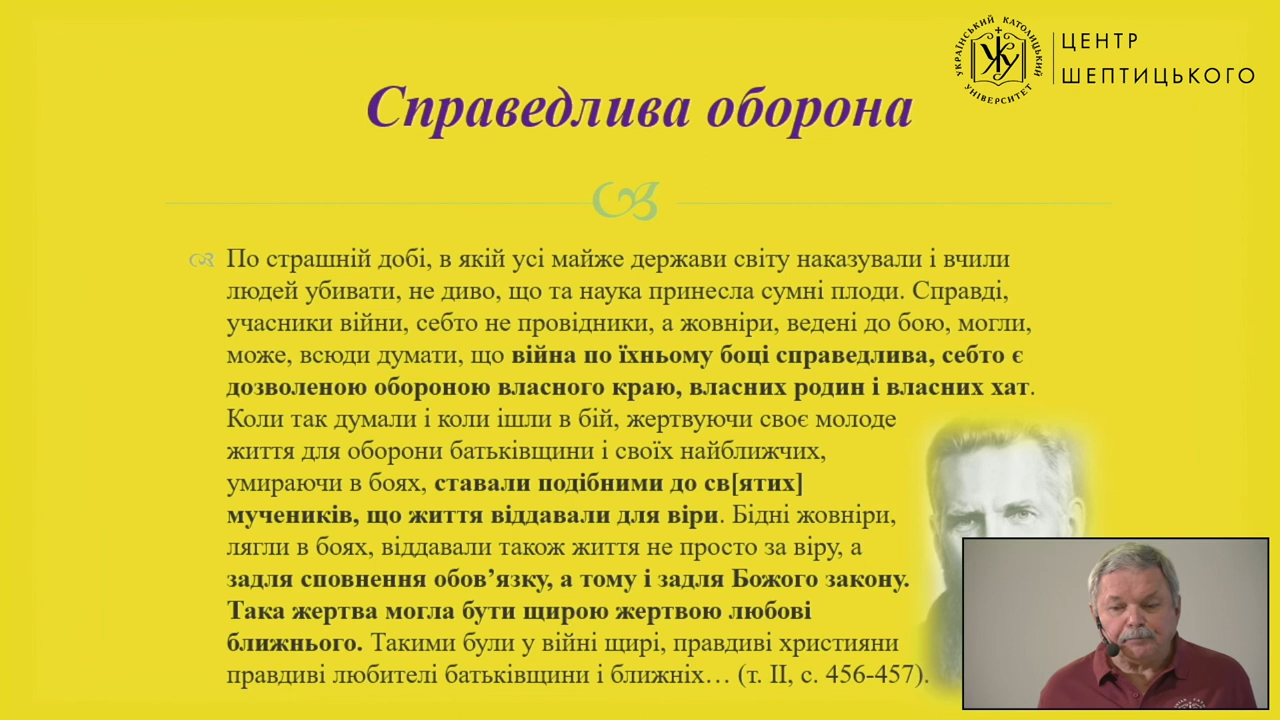 УКРАЇНСЬКИЙ КАТОЛИЦЬКИЙ УНІВЕРСИТЕТ
ЦЕНТР
ШЕПТИЦЬКОГО
Справедлива оборона
По страшній добі, в якій усі майже держави світу наказували і вчили
людей убивати, не диво, що та наука принесла сумні плоди. Справді,
учасники війни, себто не провідники, а жовніри, ведені до бою, могли,
може, всюди думати, що війна по їхньому боці справедлива, себто є
дозволеною обороною власного краю, власних родин і власних хат.
Коли так думали і коли ішли в бій, жертвуючи своє молоде
життя для оборони батьківщини і своїх найближчих,
умираючи в боях, ставали подібними до св[ятих]
мучеників, що життя віддавали для віри. Бідні жовніри,
лягли в боях, віддавали також життя не просто за віру, а
задля сповнення обов’язку, а тому і задля Божого закону.
Така жертва могла бути щирою жертвою любові
ближнього. Такими були у війні щирі, правдиві християни
правдиві любителі батьківщини і ближніх… (т. ІІ, с. 456-457).